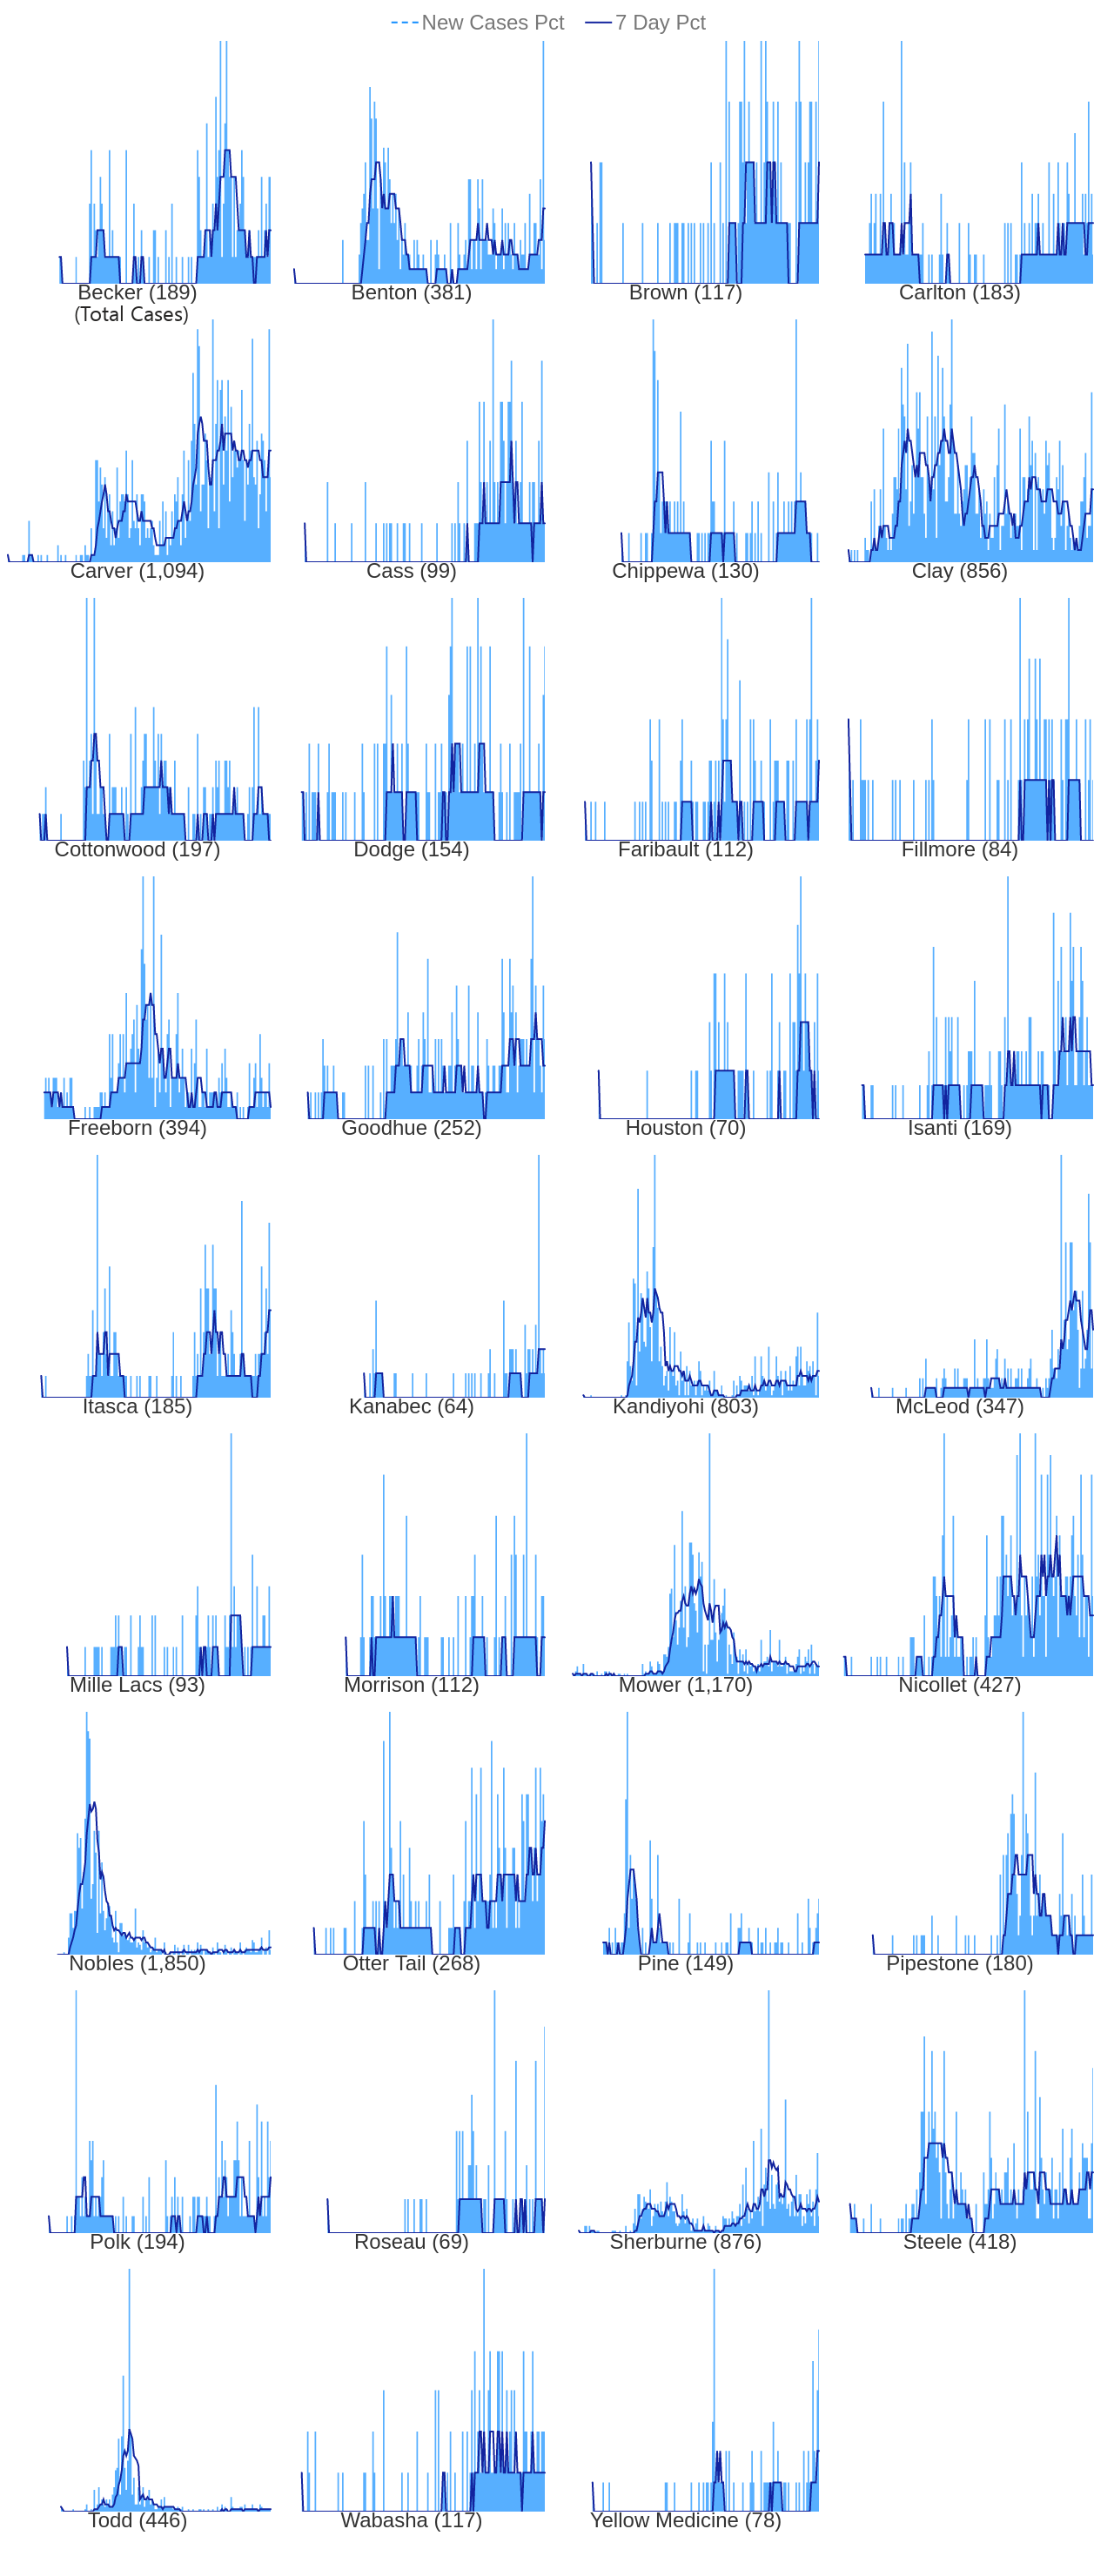 New Cases Pct 7 Day Pct
Becker (189) Benton (381) Brown (117) Carlton (183)
(Total Cases)
Carver (1,094) Cass (99) Chippewa (130) Clay (856)
Cottonwood (197) Dodge (154) Faribault (112) Fillmore (84)
Freeborn (394) Goodhue (252) Houston (70) Isanti (169)
Itasca (185) Kanabec (64) Kandiyohi (803) McLeod (347)
Mille Lacs (93) Morrison (112) Mower (1,170) Nicollet (427)
Nobles (1,850) Otter Tail (268) Pine (149) Pipestone (180)
Polk (194) Roseau (69) Sherburne (876) Steele (418)
Todd (446) Wabasha (117) Yellow Medicine (78)